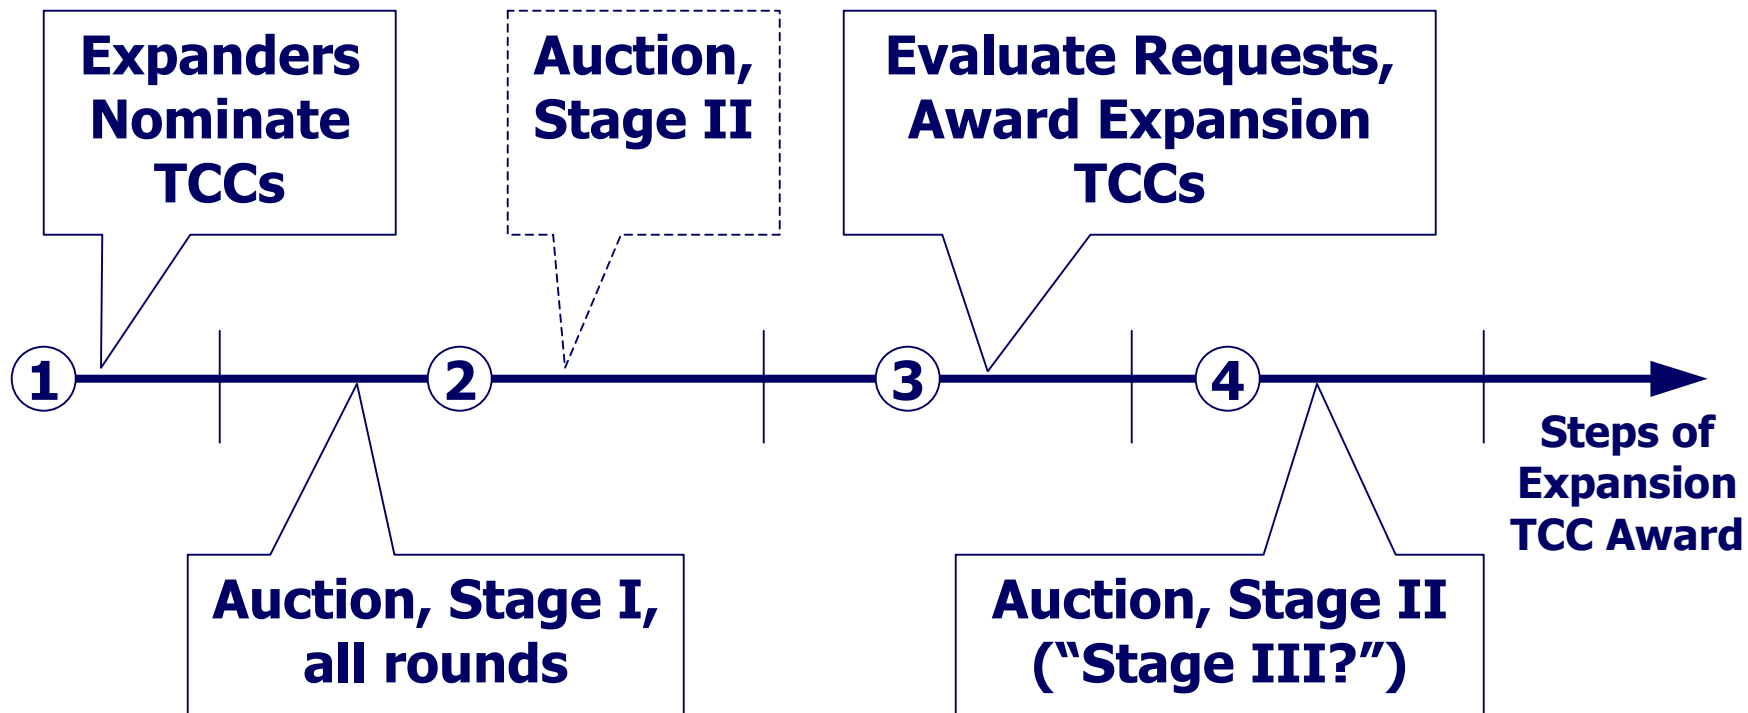 Expanders
Nominate
TCCs
Auction,
Stage II
Evaluate Requests,
Award Expansion
TCCs
1
2
3
4
Steps of
Expansion
TCC Award
Auction, Stage I,
all rounds
Auction, Stage II
(“Stage III?”)